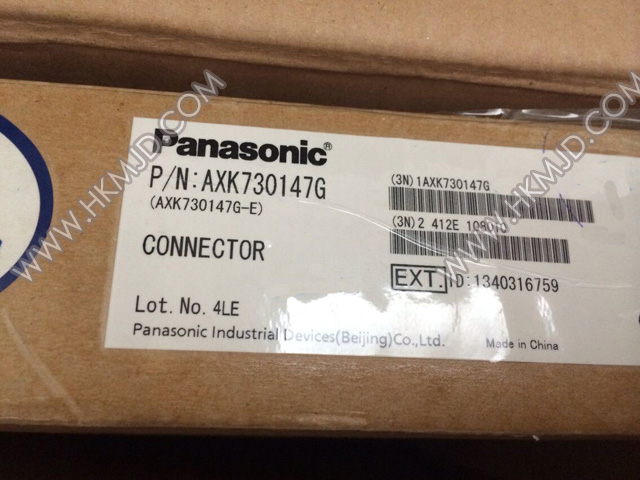 Panasonic®
P/N:AXK730147G
(AXK730147G-E)
CONNECTOR
Lot. No. 4LE
Panasonic Industrial Devices(Beijing)Co.,Ltd.
(3N)1AXK730147G
(3N)2 412E
EXT. ID:1340316759
Made in China
WWW.HKMJD.COM
WWW.HKMJD.COM